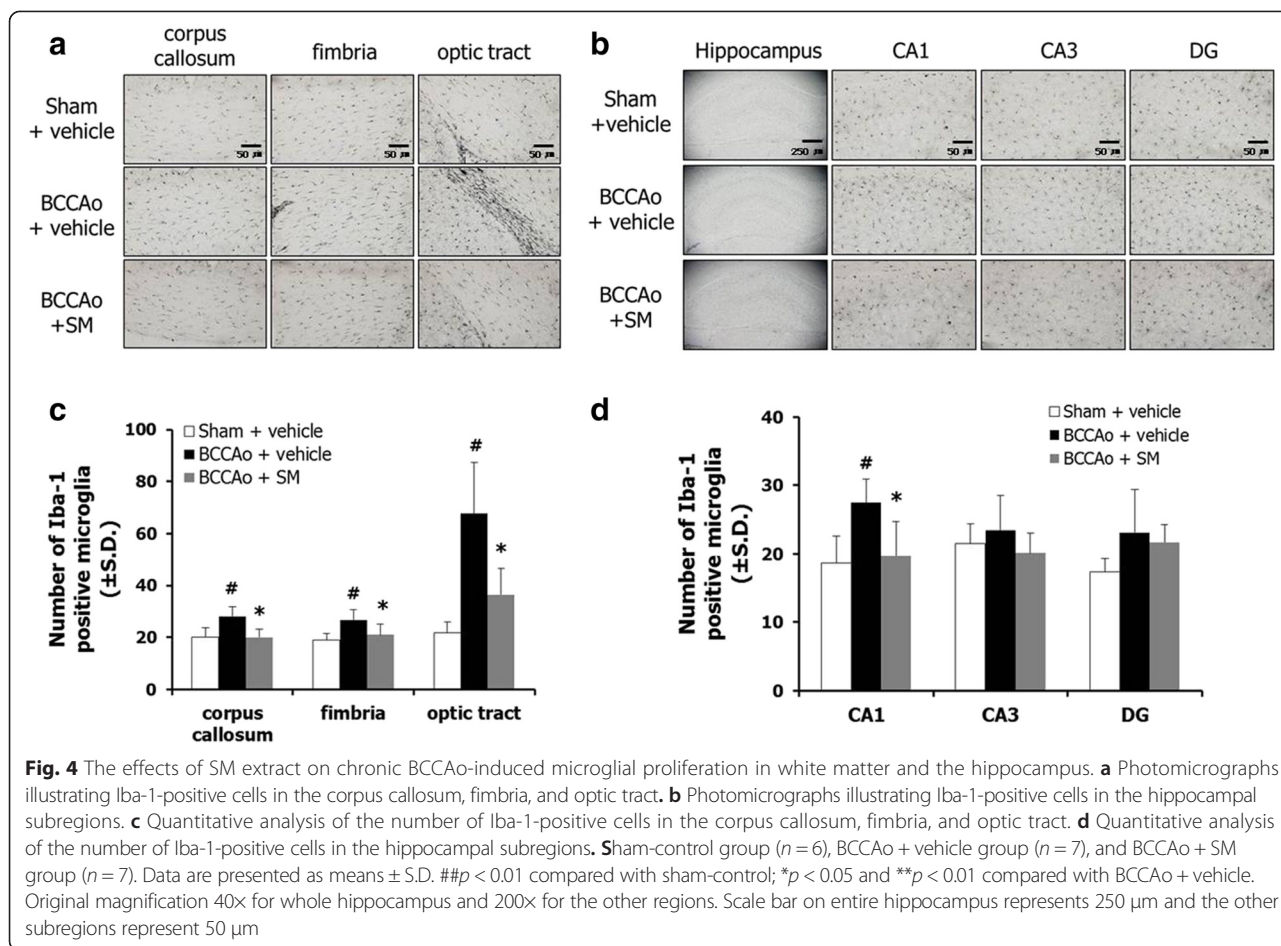 a
corpus
callosum
fimbria
optic tract
Sham
+ vehicle
50 µm
50 µm
50 µm
BCCAo
+ vehicle
BCCAo
+SM
b
Hippocampus
CA1
CA3
DG
Sham
+vehicle
250 µm
50 µm
50 µm
50 µm
BCCAo
+ vehicle
BCCAo
+SM
c
Number of Iba-1
positive microglia
(±S.D.)
100
80
60
40
20
0
Sham + vehicle
BCCAo + vehicle
BCCAo + SM
#
*
#
*
#
*
corpus
callosum
fimbria
optic tract
d
Number of Iba-1
positive microglia
(±S.D.)
40
30
20
10
0
Sham + vehicle
BCCAo + vehicle
BCCAo + SM
#
*
CA1
CA3
DG
Fig. 4 The effects of SM extract on chronic BCCAo-induced microglial proliferation in white matter and the hippocampus. a Photomicrographs
illustrating Iba-1-positive cells in the corpus callosum, fimbria, and optic tract. b Photomicrographs illustrating Iba-1-positive cells in the hippocampal
subregions. c Quantitative analysis of the number of Iba-1-positive cells in the corpus callosum, fimbria, and optic tract. d Quantitative analysis
of the number of Iba-1-positive cells in the hippocampal subregions. Sham-control group (n = 6), BCCAo + vehicle group (n = 7), and BCCAo + SM
group (n = 7). Data are presented as means ± S.D. ##p < 0.01 compared with sham-control; *p < 0.05 and **p < 0.01 compared with BCCAo + vehicle.
Original magnification 40× for whole hippocampus and 200× for the other regions. Scale bar on entire hippocampus represents 250 µm and the other
subregions represent 50 µm